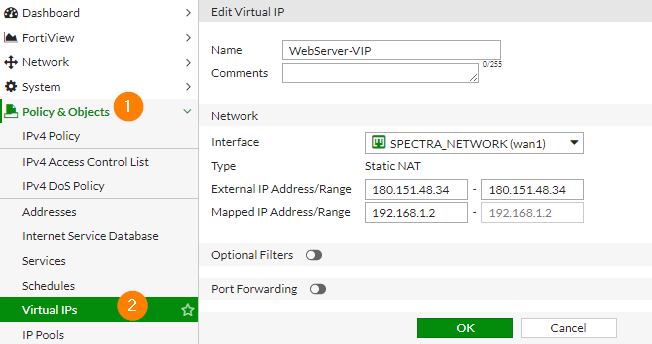 Dashboard
FortiView
Network
System
Policy & Objects
1
IPv4 Policy
IPv4 Access Control List
IPv4 DoS Policy
Addresses
Internet Service Database
Services
Schedules
Virtual IPs
2
IP Pools
Edit Virtual IP
Name WebServer-VIP
Comments 0/255
Network
Interface SPECTRA_NETWORK (wan1)
Type Static NAT
External IP Address/Range 180.151.48.34 - 180.151.48.34
Mapped IP Address/Range 192.168.1.2 - 192.168.1.2
Optional Filters
Port Forwarding
OK Cancel